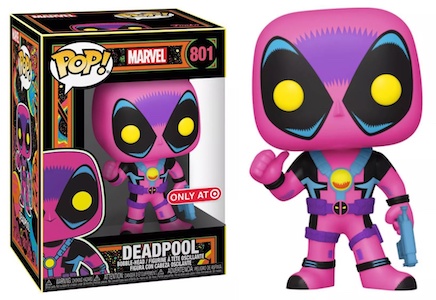 POP!
MARVEL
801
ONLY AT
DEADPOOL
BOBBLE-HEAD / FIGURINE À TÊTE OSCILLANTE
FIGURA CON CABEZA OSCILANTE